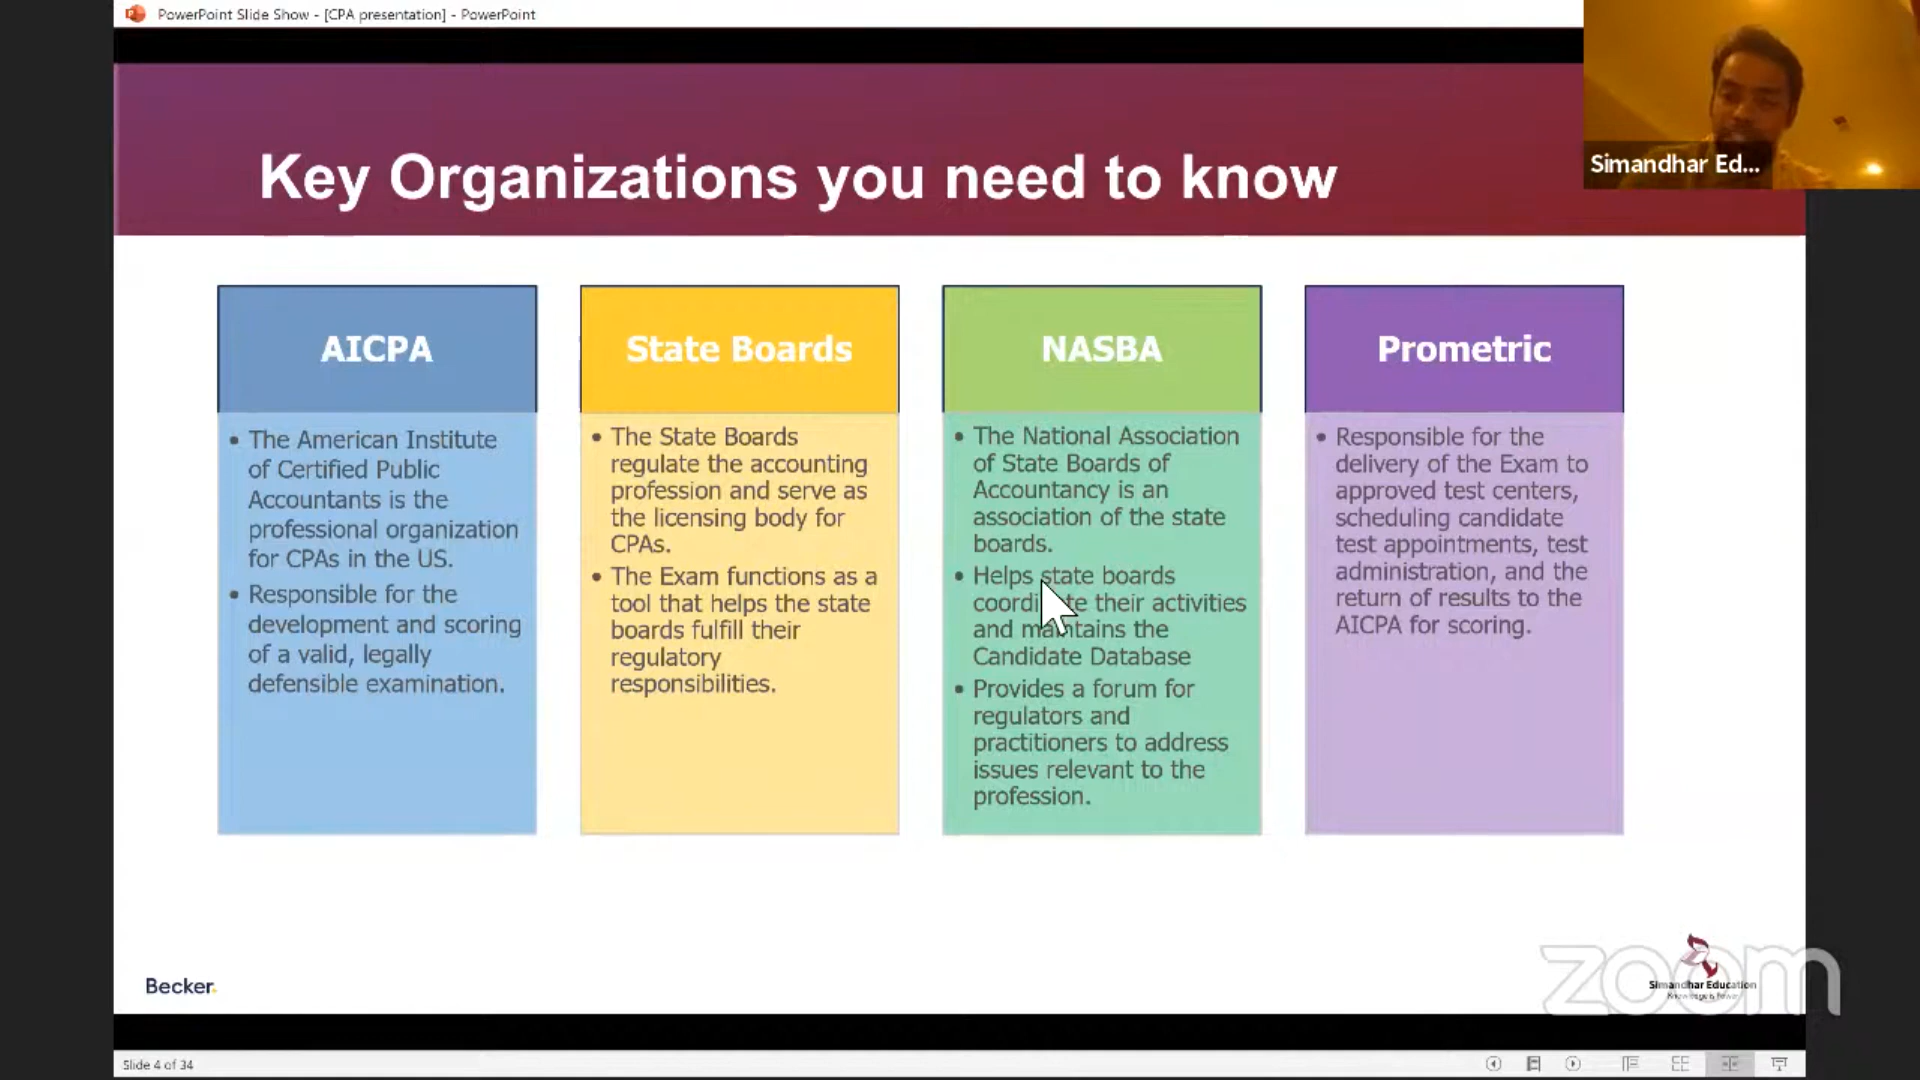 PowerPoint Slide Show - [CPA presentation] - PowerPoint
Simandhar Ed...
Key Organizations you need to know
AICPA
• The American Institute
of Certified Public
Accountants is the
professional organization
for CPAs in the US.
• Responsible for the
development and scoring
of a valid, legally
defensible examination.
State Boards
• The State Boards
regulate the accounting
profession and serve as
the licensing body for
CPAs.
• The Exam functions as a
tool that helps the state
boards fulfill their
regulatory
responsibilities.
NASBA
• The National Association
of State Boards of
Accountancy is an
association of the state
boards.
• Helps state boards
coordinate their activities
and maintains the
Candidate Database
• Provides a forum for
regulators and
practitioners to address
issues relevant to the
profession.
Prometric
• Responsible for the
delivery of the Exam to
approved test centers,
scheduling candidate
test appointments, test
administration, and the
return of results to the
AICPA for scoring.
Becker.
zoom
Simandhar Education
Knowledge is Power
Slide 4 of 34